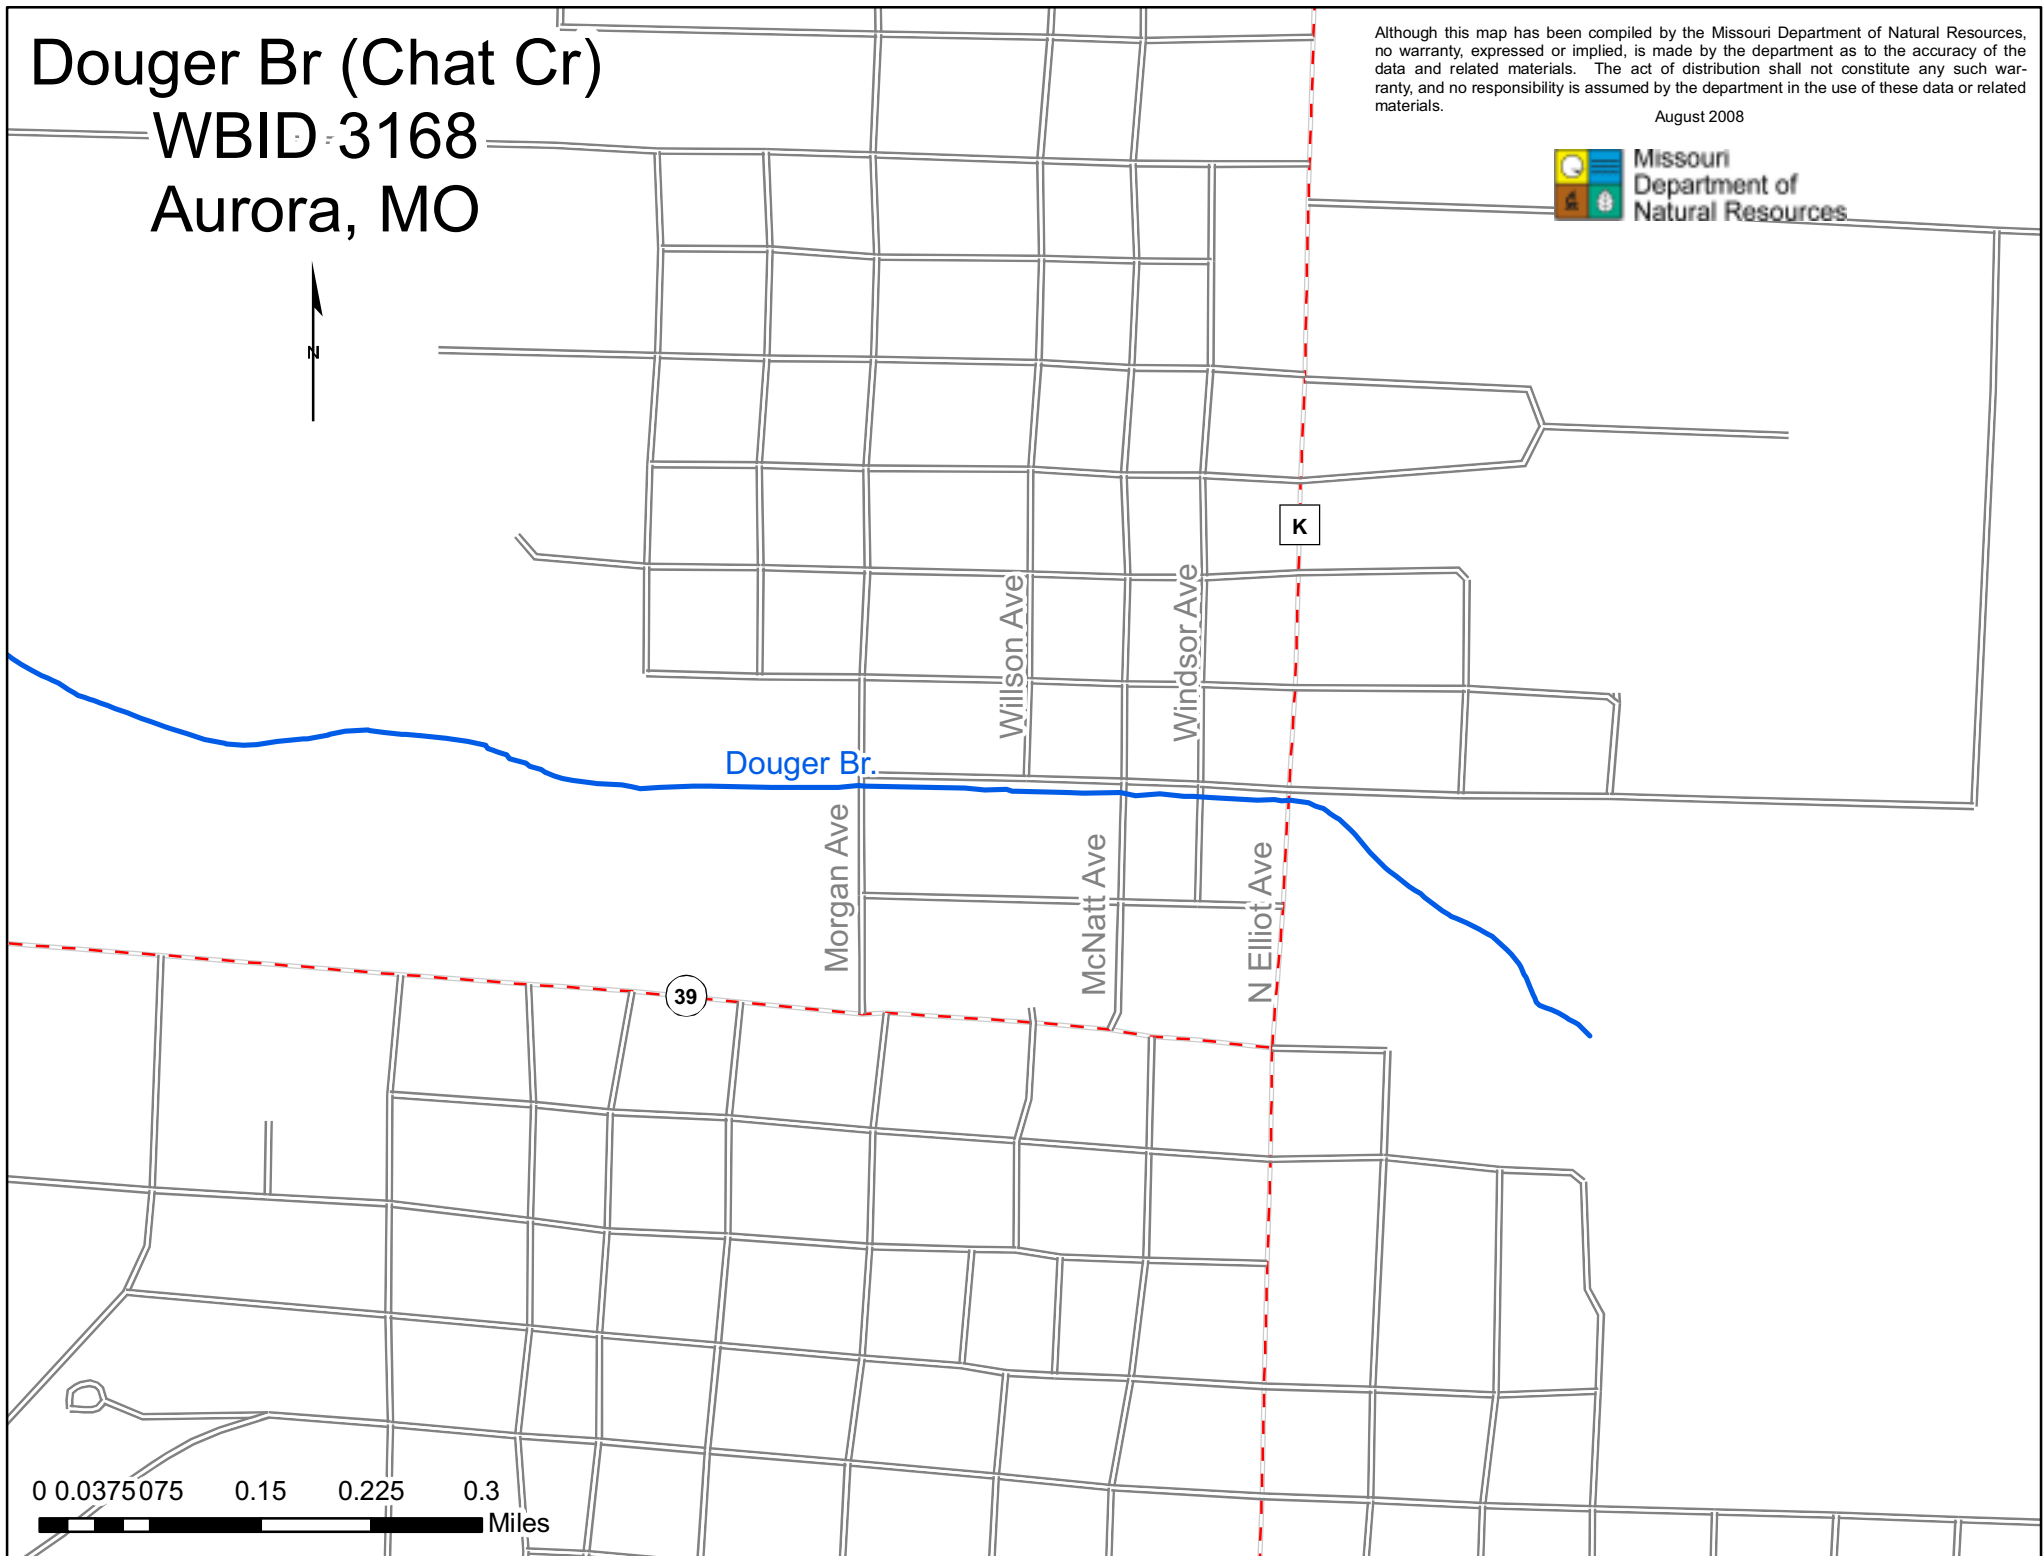 Douger Br (Chat Cr)
WBID 3168
Aurora, MO
Although this map has been compiled by the Missouri Department of Natural Resources,
no warranty, expressed or implied, is made by the department as to the accuracy of the
data and related materials. The act of distribution shall not constitute any such war-
ranty, and no responsibility is assumed by the department in the use of these data or related
materials.
August 2008
Missouri
Department of
Natural Resources
N
K
Willson Ave
Windsor Ave
Douger Br.
Morgan Ave
McNatt Ave
N Elliot Ave
39
0 0.0375 075 0.15 0.225 0.3
Miles